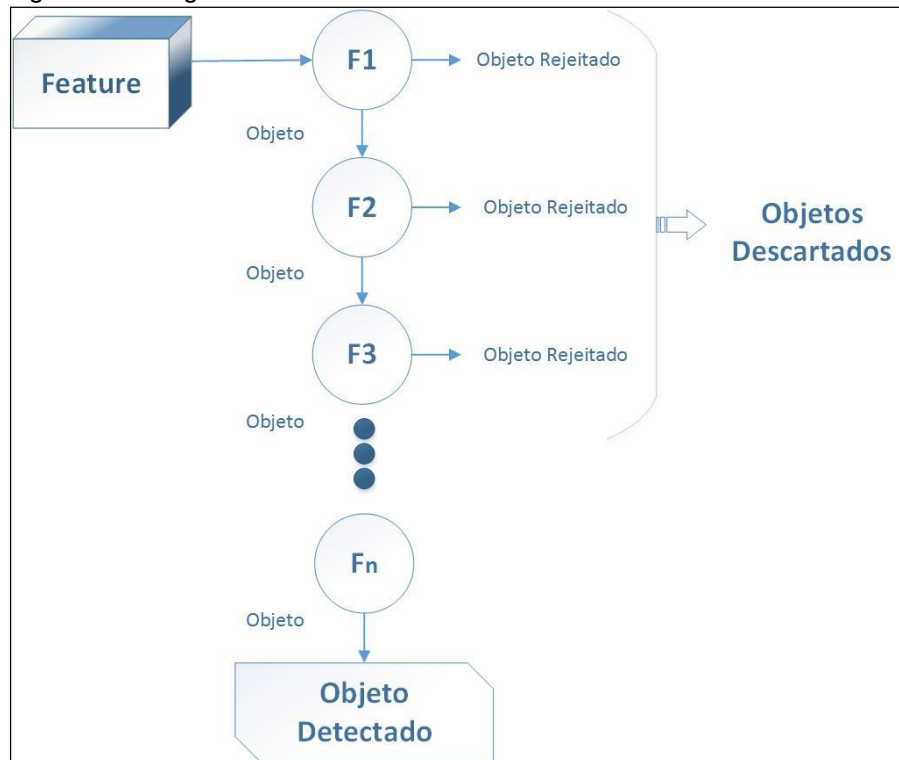 Feature
F1
Objeto Rejeitado
Objeto
F2
Objeto Rejeitado
Objetos
Descartados
Objeto
F3
Objeto Rejeitado
Objeto
Fn
Objeto
Objeto
Detectado